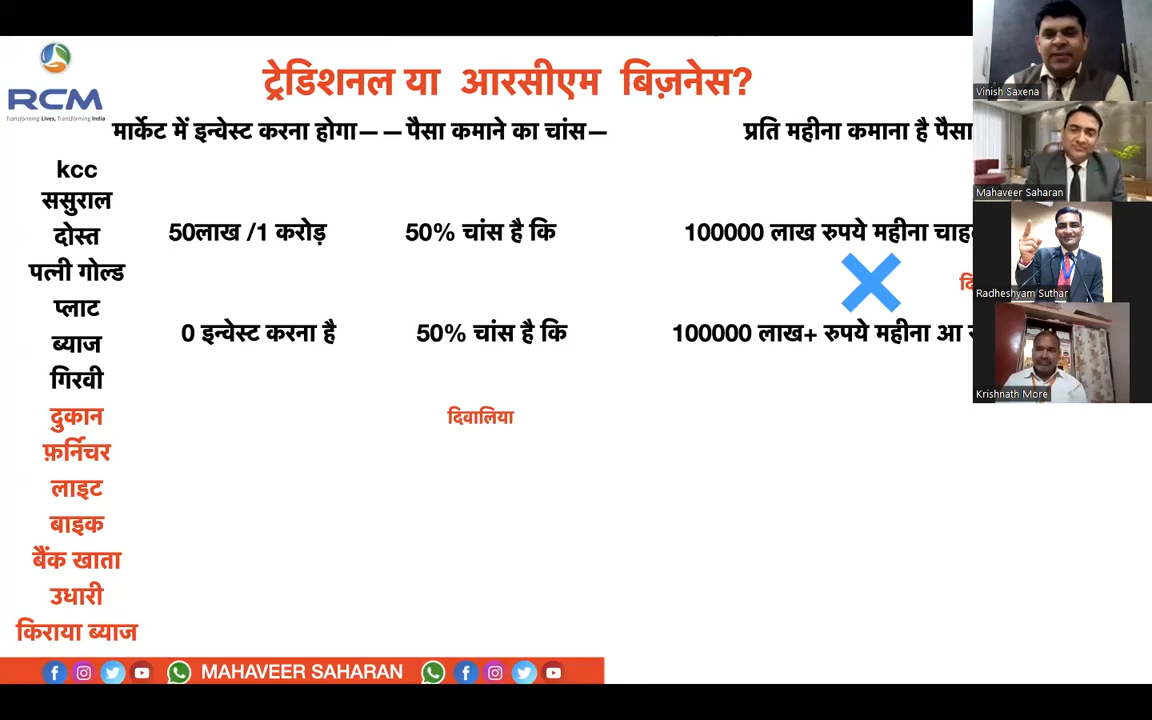 RCM
Transforming Lives, Transforming India
ट्रेडिशनल या आरसीएम बिज़नेस?
मार्केट में इन्वेस्ट करना होगा——पैसा कमाने का चांस— प्रति महीना कमाना है पैसा
kcc
ससुराल
दोस्त
50लाख /1 करोड़ 50% चांस है कि 100000 लाख रुपये महीना
पत्नी गोल्ड
प्लाट
ब्याज
0 इन्वेस्ट करना है 50% चांस है कि 100000 लाख+ रुपये महीना आ
गिरवी
दुकान
दिवालिया
फ़र्निचर
लाइट
बाइक
बैंक खाता
उधारी
किराया ब्याज
MAHAVEER SAHARAN
Vinish Saxena
Mahaveer Saharan
Radheshyam Suthar
Krishnath More